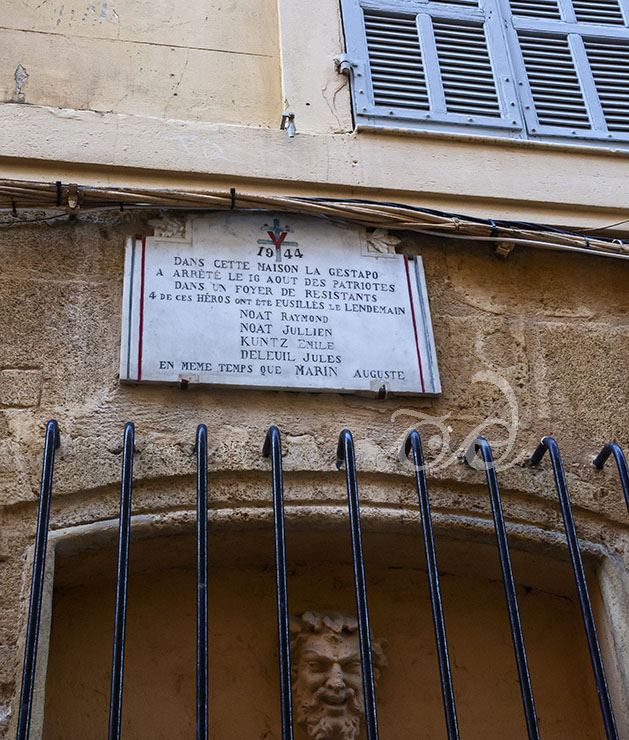 1944
DANS CETTE MAISON LA GESTAPO
A ARRÊTÉ LE 16 AOUT DES PATRIOTES
DANS UN FOYER DE RESISTANTS
4 DE CES HÉROS ONT ÉTÉ FUSILLÉS LE LENDEMAIN
NOAT RAYMOND
NOAT JULLIEN
KUNTZ EMILE
DELEUIL JULES
EN MEME TEMPS QUE MARIN AUGUSTE